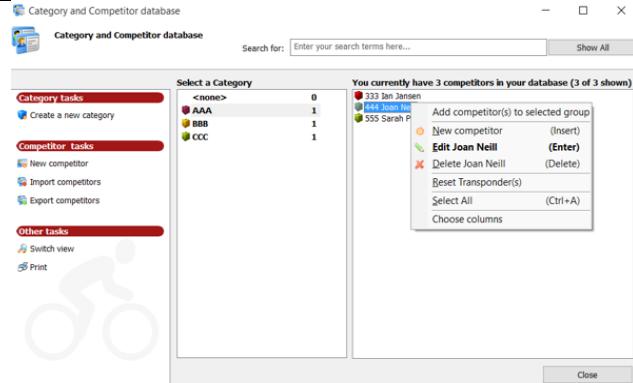 Category and Competitor database
Category and Competitor database
Search for: Enter your search terms here... Show All
Category tasks
Create a new category
Competitor tasks
New competitor
Import competitors
Export competitors
Other tasks
Switch view
Print
Select a Category
<none> 0
AAA 1
BBB 1
CCC 1
You currently have 3 competitors in your database (3 of 3 shown)
333 Ian Jansen
444 Joan Ne
555 Sarah P
Add competitor(s) to selected group
New competitor (Insert)
Edit Joan Neill (Enter)
Delete Joan Neill (Delete)
Reset Transponder(s)
Select All (Ctrl+A)
Choose columns
Close